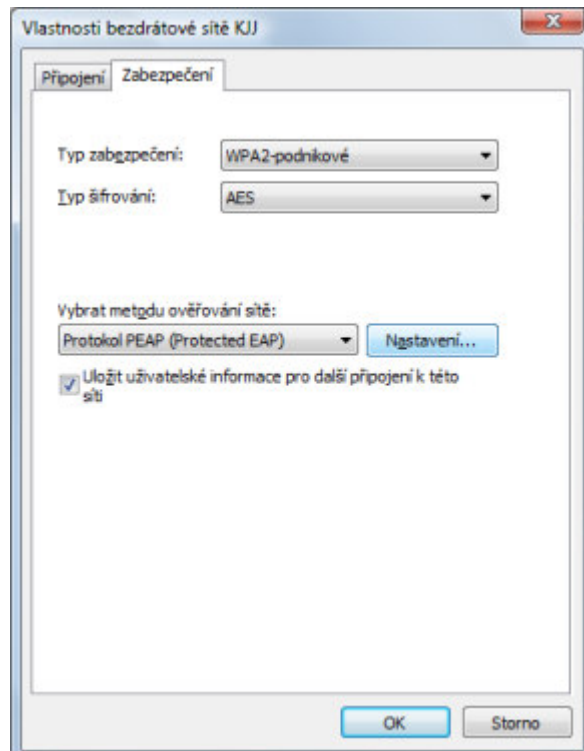 Vlastnosti bezdrátové sítě KJJ
Připojení Zabezpečení
Typ zabezpečení: WPA2-podnikové
Typ šifrování: AES
Vybrat metodu ověřování sítě:
Protokol PEAP (Protected EAP) Nastavení...
Uložit uživatelské informace pro další připojení k této
síti
OK Storno